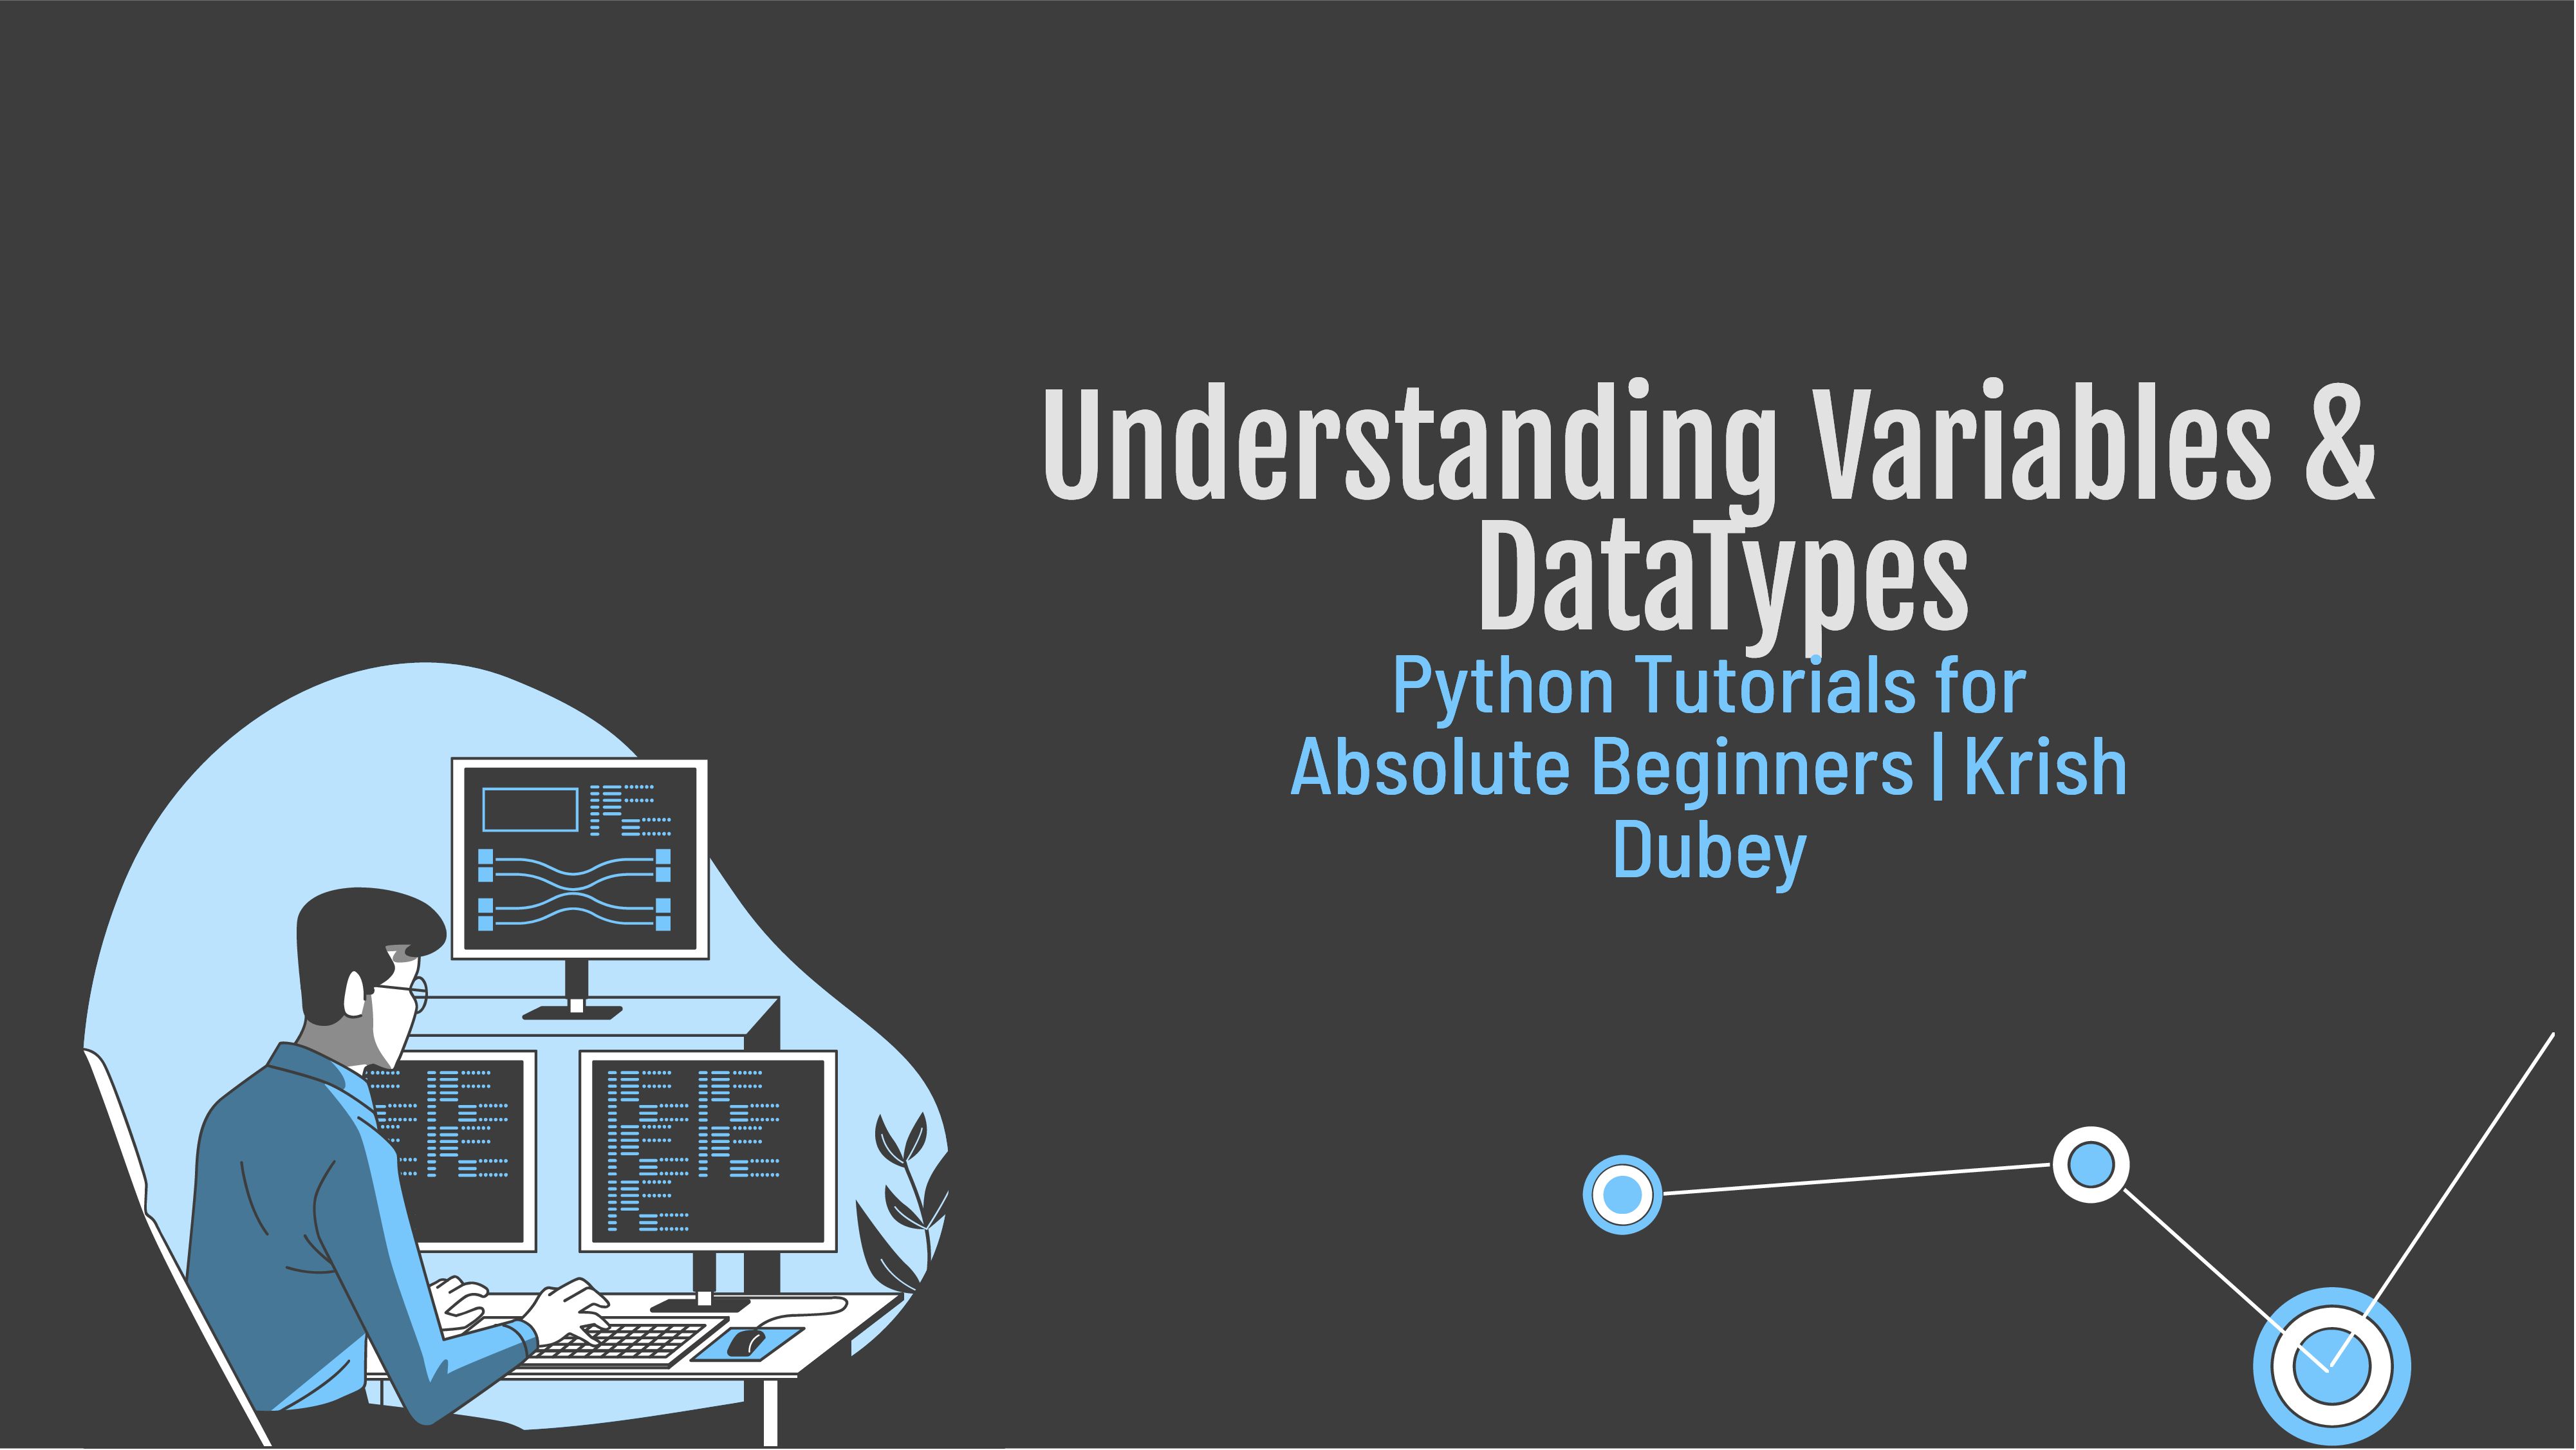 Understanding Variables &
DataTypes
Python Tutorials for
Absolute Beginners | Krish
Dubey